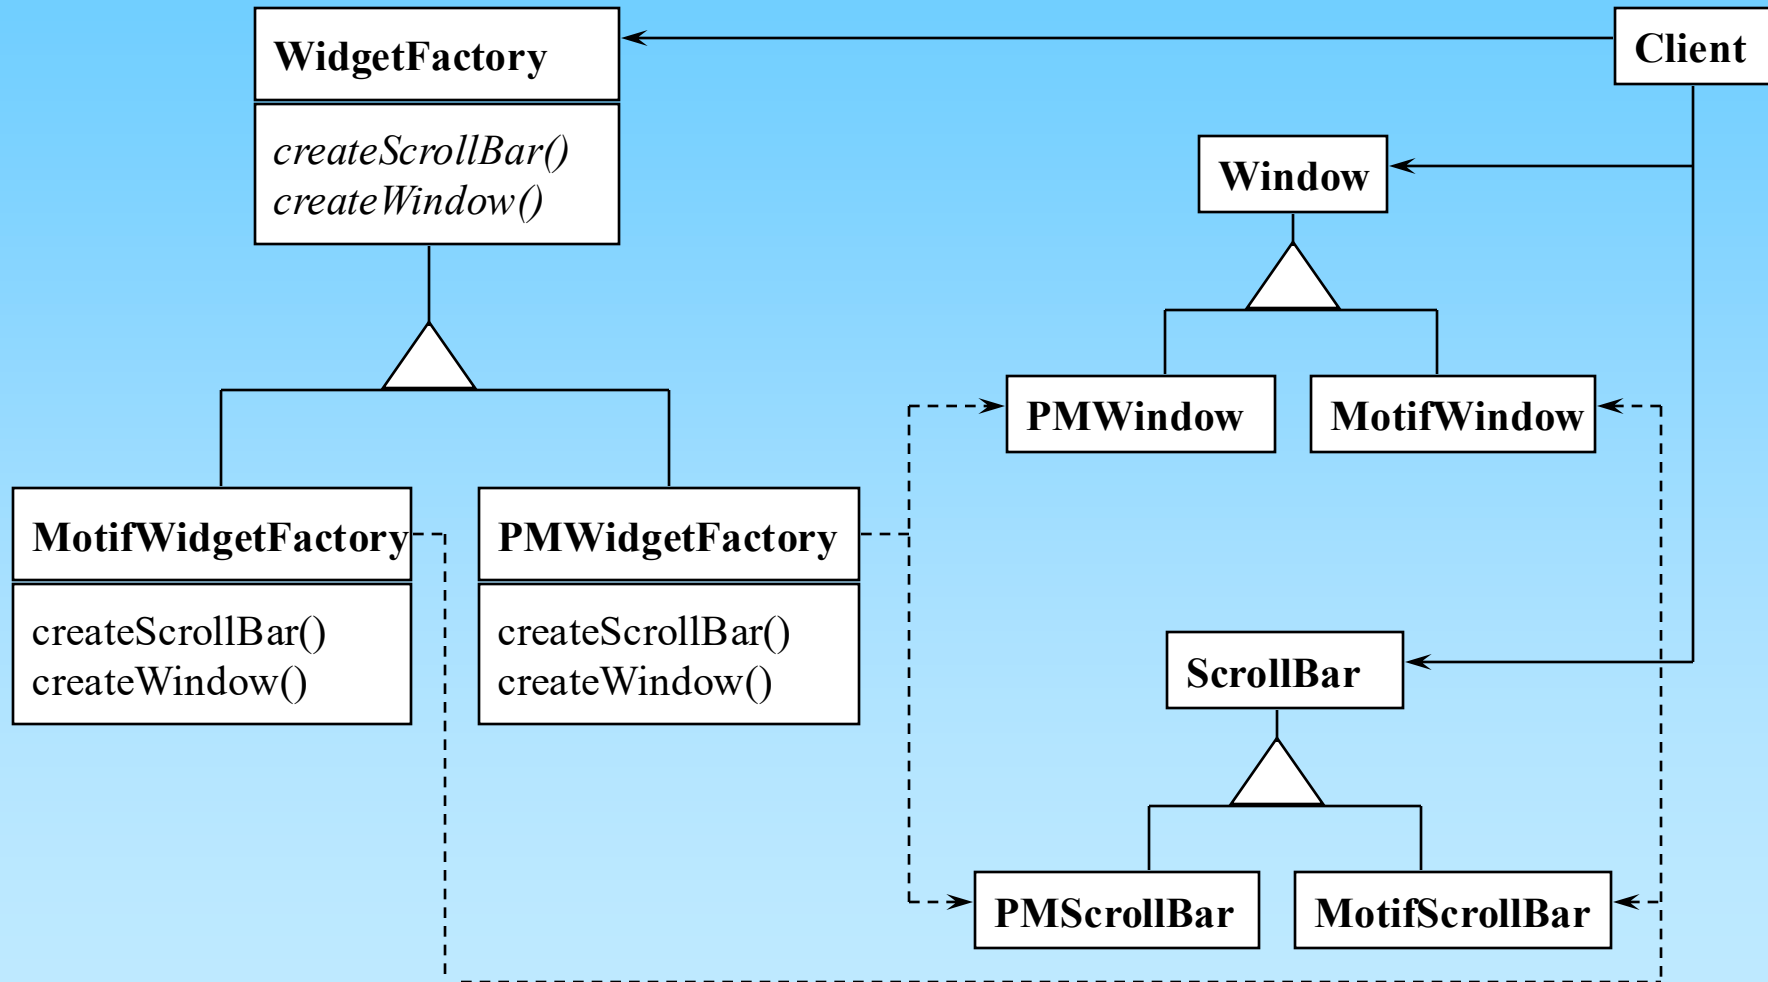 WidgetFactory
createScrollBar()
createWindow()
Client
Window
PMWindow
MotifWindow
MotifWidgetFactory
createScrollBar()
createWindow()
PMWidgetFactory
createScrollBar()
createWindow()
ScrollBar
PMScrollBar
MotifScrollBar